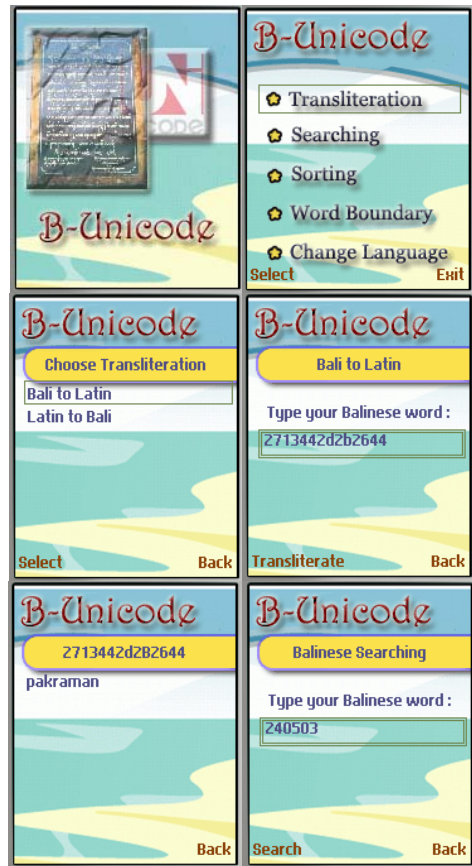 B-Unicode
B-Unicode
Transliteration
Searching
Sorting
Word Boundary
Change Language
Select Exit
B-Unicode
Choose Transliteration
Bali to Latin
Latin to Bali
Select Back
B-Unicode
Bali to Latin
Type your Balinese word :
2713442d2b2644
Transliterate Back
B-Unicode
2713442d2B2644
pakraman
Back
B-Unicode
Balinese Searching
Type your Balinese word :
240503
Search Back